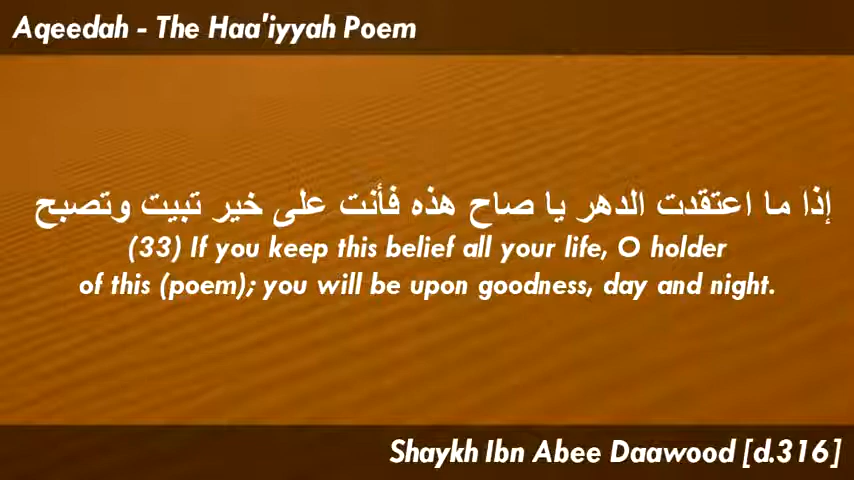 Aqeedah - The Haa'iyyah Poem
إذا ما اعتقدت الدهر يا صاح هذه فأنت على خير تبيت وتصبح
(33) If you keep this belief all your life, O holder
of this (poem); you will be upon goodness, day and night.
Shaykh Ibn Abee Daawood [d.316]